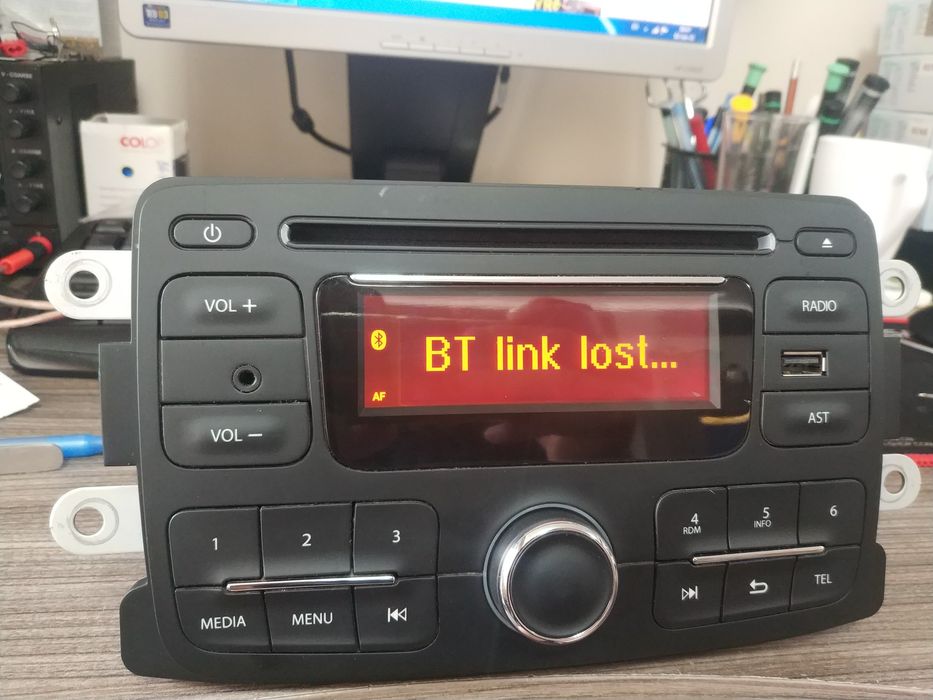 V - COARSE
COLOP
VOL +
VOL −
BT link lost...
AF
RADIO
AST
1
2
3
MEDIA
MENU
4
RDM
5
INFO
6
TEL